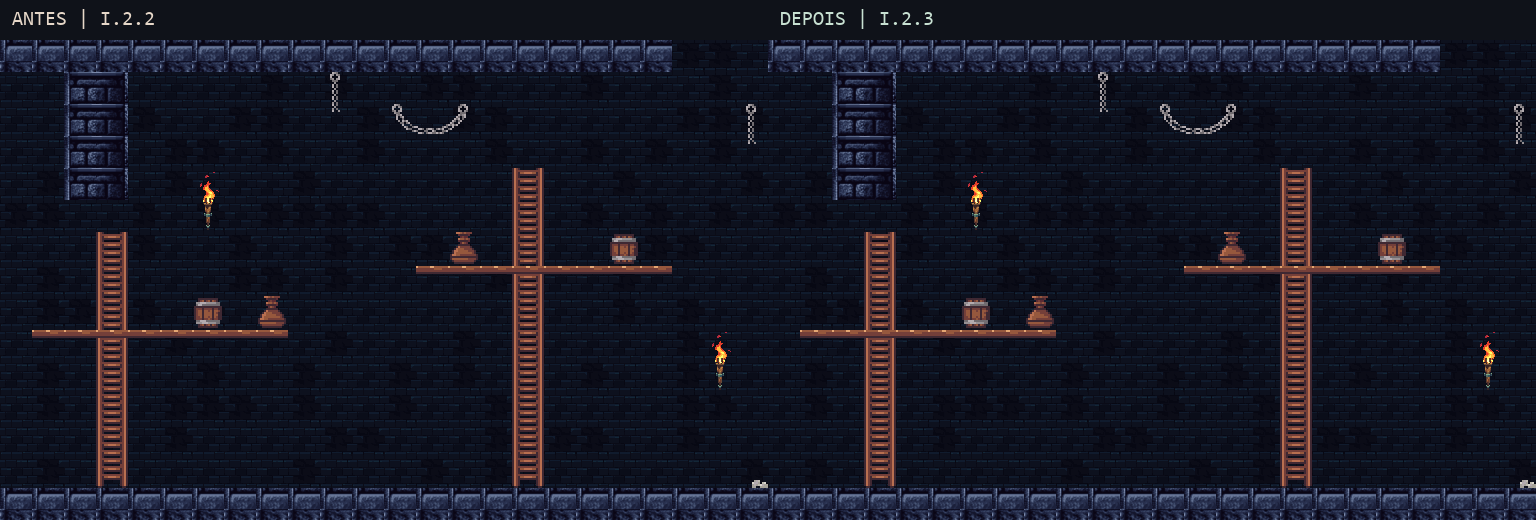 ANTES | I.2.2
DEPOIS | I.2.3